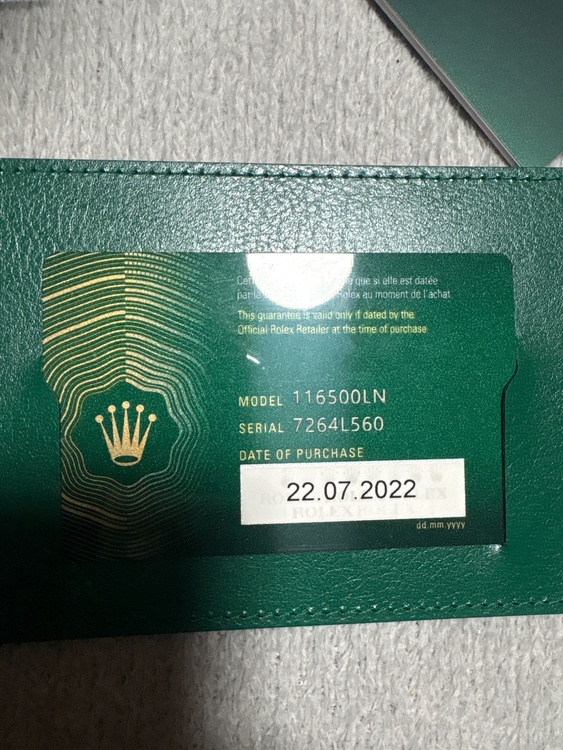 que si elle est datée
Rolex au moment de l'achat
This guarantee is valid only if dated by the
Official Rolex Retailer at the time of purchase
MODEL 116500LN
SERIAL 7264L560
DATE OF PURCHASE
22.07.2022
ROLEX ROLEX
dd.mm.yyyy